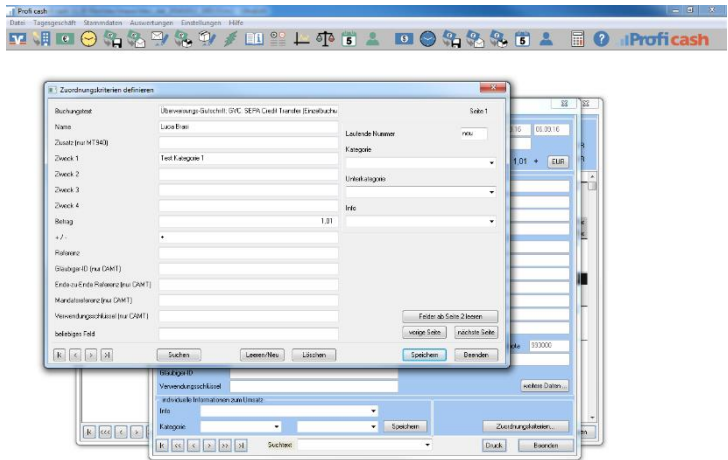 Profi cash
Datei Tagesgeschäft Stammdaten Auswertungen Einstellungen Hilfe
5
5
Profi cash
Zuordnungskriterien definieren
Buchungstext
Überweisungs-Gutschrift; GVC: SEPA Credit Transfer (Einzelbuchu
Seite 1
Name
Zusatz (nur MT940)
Laufende Nummer
neu
Zweck 1
Test Kategorie 1
Kategorie
Zweck 2
Zweck 3
Unterkategorie
Zweck 4
Info
Betrag
1,01
+ / -
+
Referenz
Gläubiger-ID (nur CAMT)
Ende-zu-Ende Referenz (nur CAMT)
Mandatsreferenz (nur CAMT)
Verwendungsschlüssel (nur CAMT)
Felder ab Seite 2 leeren
beliebiges Feld
vorige Seite
nächste Seite
Suchen
Leeren/Neu
Löschen
Speichern
Beenden
1,01 + EUR
Gläubiger-ID
Verwendungsschlüssel
weitere Daten...
individuelle Informationen zum Umsatz
Info
Kategorie
Speichern
Zuordnungskriterien...
Suchtext
Druck
Beenden